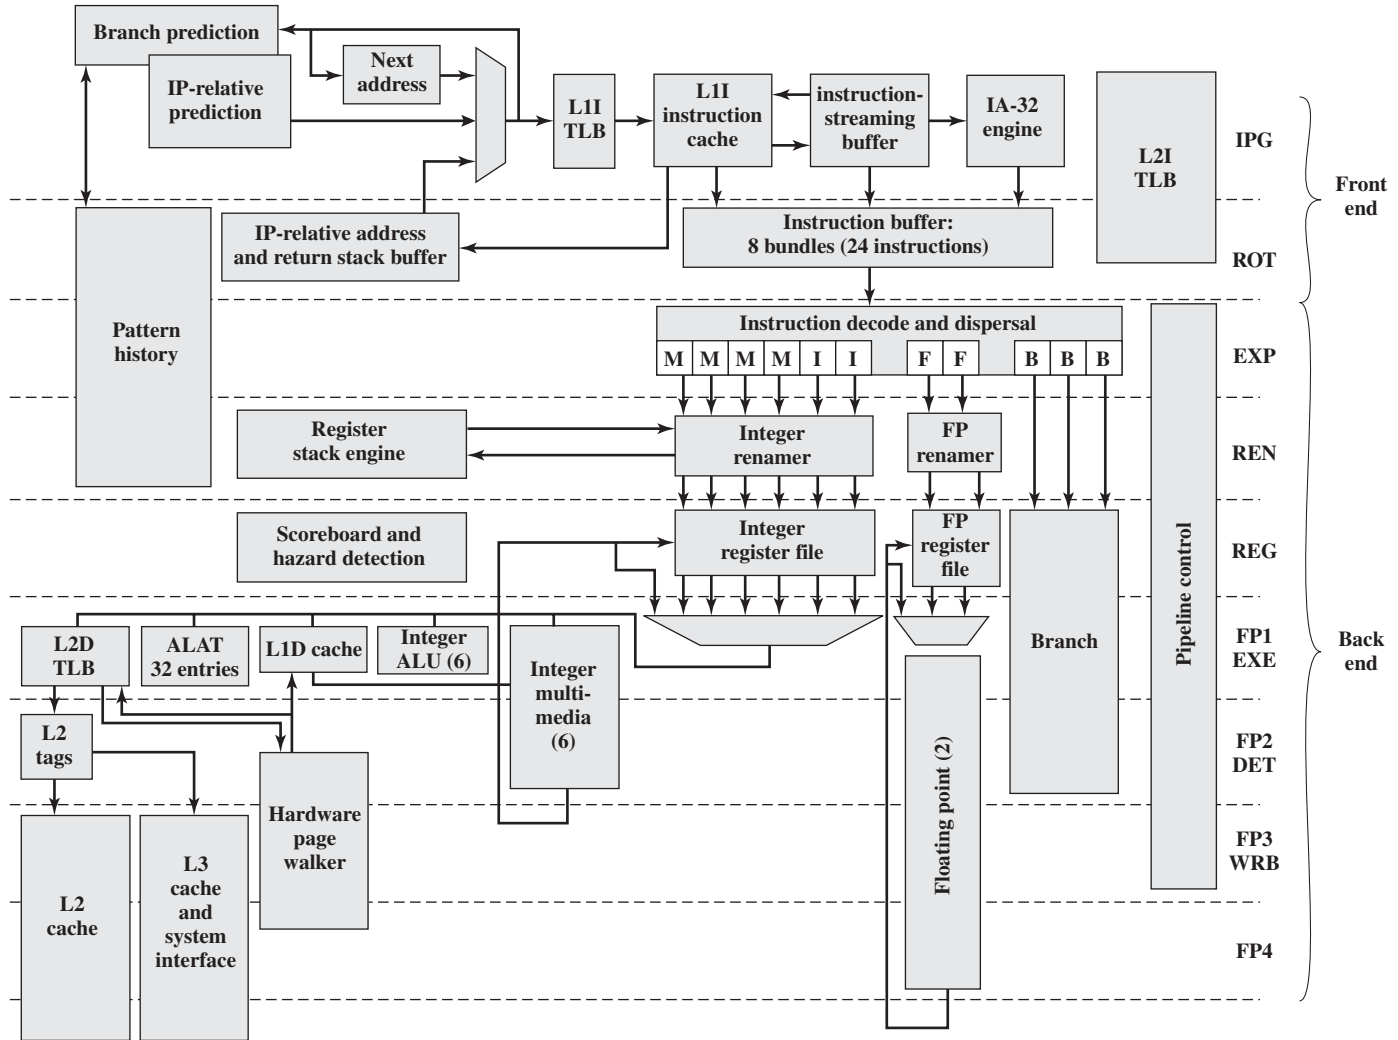 Branch prediction
IP-relative
prediction
Next
address
L1I
TLB
L1I
instruction
cache
instruction-
streaming
buffer
IA-32
engine
L2I
TLB
IPG
Front
end
IP-relative address
and return stack buffer
Instruction buffer:
8 bundles (24 instructions)
ROT
Pattern
history
Instruction decode and dispersal
M M M M I I F F B B B
EXP
Register
stack engine
Integer
renamer
FP
renamer
REN
Scoreboard and
hazard detection
Integer
register file
FP
register
file
REG
Pipeline control
L2D
TLB
ALAT
32 entries
L1D cache
Integer
ALU (6)
Integer
multi-
media
(6)
Branch
FP1
EXE
Back
end
L2
tags
Floating point (2)
FP2
DET
Hardware
page
walker
FP3
WRB
L2
cache
L3
cache
and
system
interface
FP4